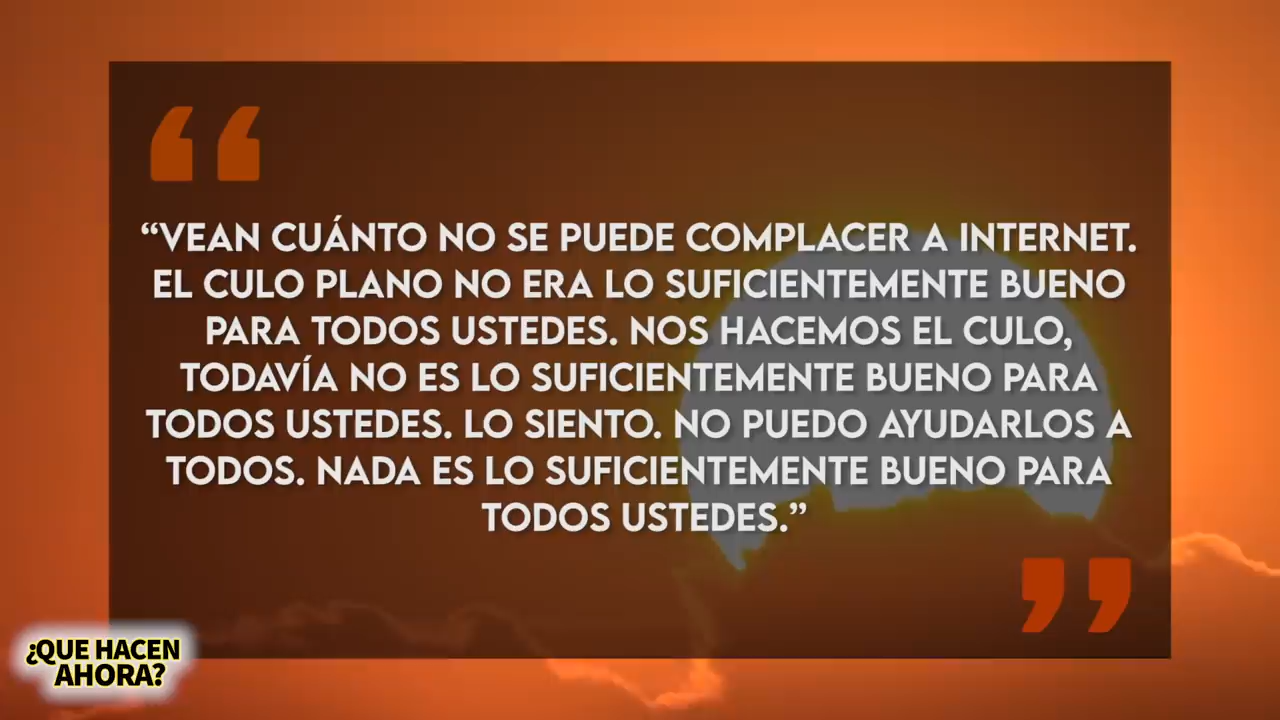 “VEAN CUÁNTO NO SE PUEDE COMPLACER A INTERNET.
EL CULO PLANO NO ERA LO SUFICIENTEMENTE BUENO
PARA TODOS USTEDES. NOS HACEMOS EL CULO,
TODAVÍA NO ES LO SUFICIENTEMENTE BUENO PARA
TODOS USTEDES. LO SIENTO. NO PUEDO AYUDARLOS A
TODOS. NADA ES LO SUFICIENTEMENTE BUENO PARA
TODOS USTEDES.”
¿QUE HACEN
AHORA?